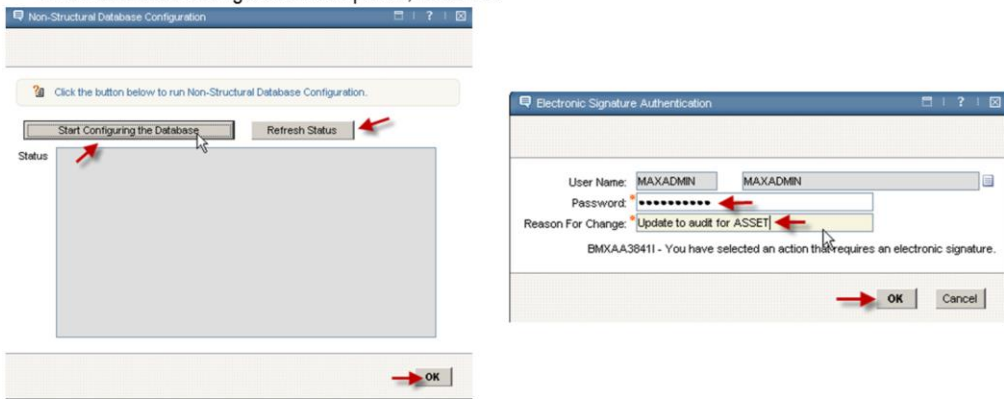 Non-Structural Database Configuration
Click the button below to run Non-Structural Database Configuration.
Start Configuring the Database Refresh Status
Status
OK
Electronic Signature Authentication
User Name: MAXADMIN MAXADMIN
Password: *••••••••••
Reason For Change: *Update to audit for ASSET
BMXAA3841I - You have selected an action that requires an electronic signature.
OK Cancel